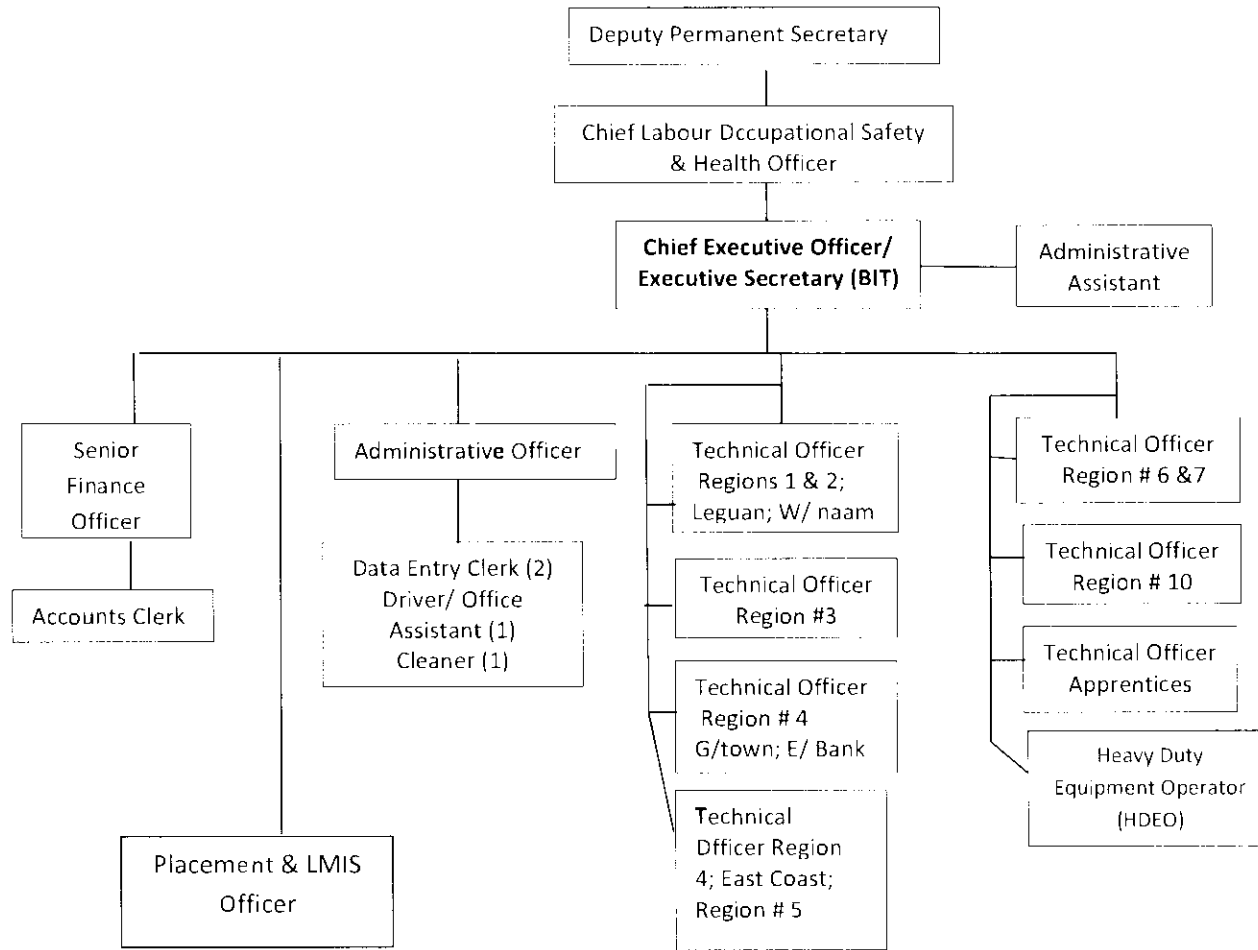 Deputy Permanent Secretary
Chief Labour Dccupational Safety
& Health Officer
Chief Executive Officer/
Executive Secretary (BIT)
Administrative
Assistant
Senior
Finance
Officer
Accounts Clerk
Placement & LMIS
Officer
Administrative Officer
Data Entry Clerk (2)
Driver/ Office
Assistant (1)
Cleaner (1)
Technical Officer
Regions 1 & 2;
Leguan; W/ naam
Technical Officer
Region #3
Technical Officer
Region # 4
G/town; E/ Bank
Technical
Dfficer Region
4; East Coast;
Region # 5
Technical Officer
Region # 6 &7
Technical Officer
Region # 10
Technical Officer
Apprentices
Heavy Duty
Equipment Operator
(HDEO)